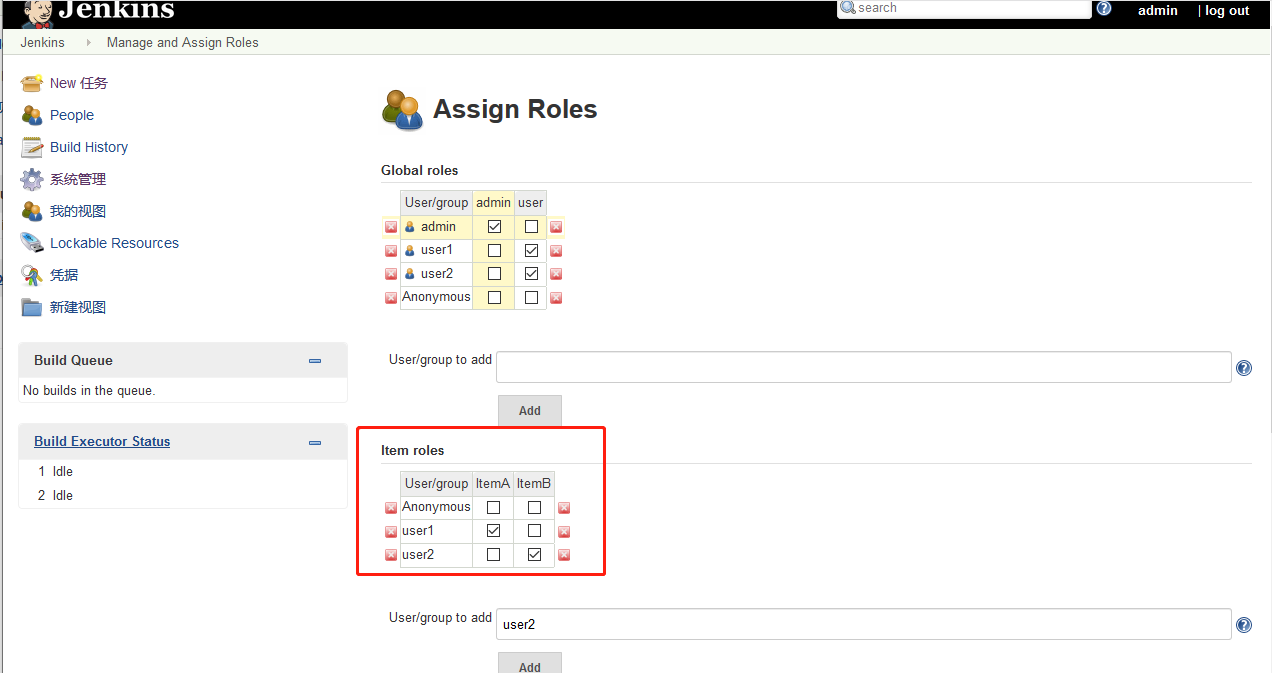 Jenkins
search
admin | log out
Jenkins Manage and Assign Roles
New 任务
People
Build History
系统管理
我的视图
Lockable Resources
凭据
新建视图
Build Queue
No builds in the queue.
Build Executor Status
1 Idle
2 Idle
Assign Roles
Global roles
User/group admin user
admin
user1
user2
Anonymous
User/group to add
Add
Item roles
User/group ItemA ItemB
Anonymous
user1
user2
User/group to add user2
Add